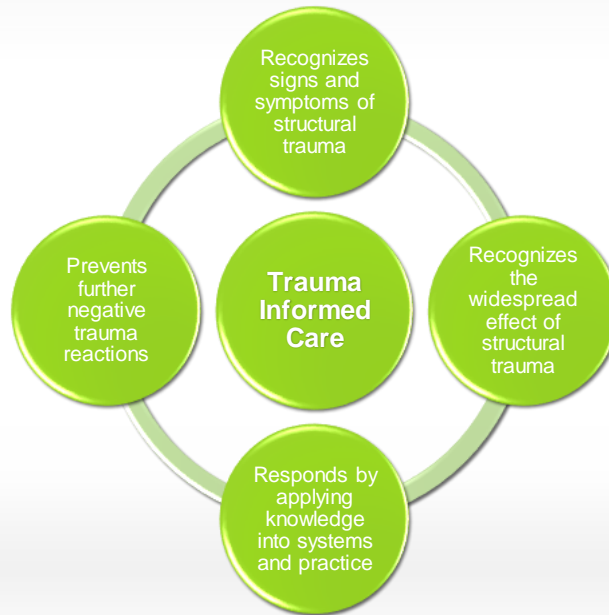 Recognizes
signs and
symptoms of
structural
trauma
Prevents
further
negative
trauma
reactions
Trauma
Informed
Care
Recognizes
the
widespread
effect of
structural
trauma
Responds by
applying
knowledge
into systems
and practice